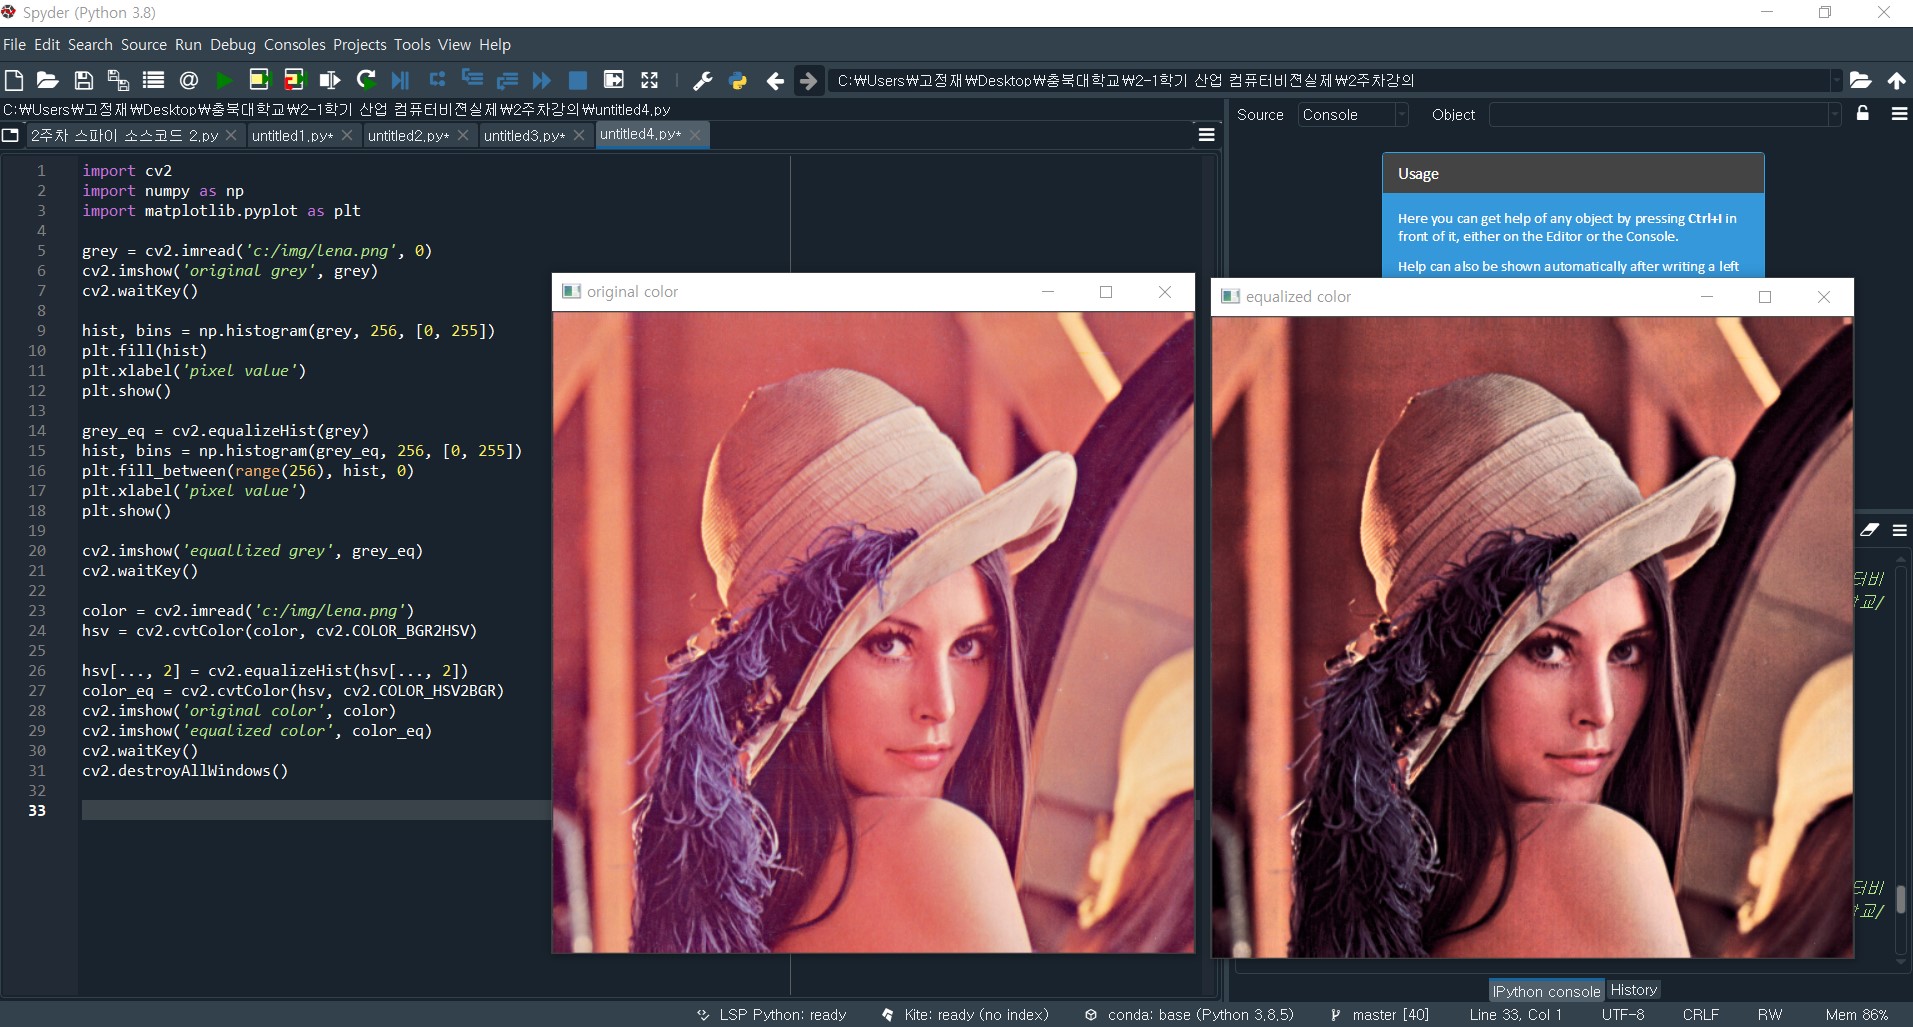 Spyder (Python 3.8)
File Edit Search Source Run Debug Consoles Projects Tools View Help
C:₩Users₩고정재₩Desktop₩충북대학교₩2-1학기 산업 컴퓨터비젼실제₩2주차강의
C:₩Users₩고정재₩Desktop₩충북대학교₩2-1학기 산업 컴퓨터비젼실제₩2주차강의₩untitled4.py
2주차 스파이 소스코드 2.py
untitled1.py*
untitled2.py*
untitled3.py*
untitled4.py*
1 import cv2
2 import numpy as np
3 import matplotlib.pyplot as plt
4
5 grey = cv2.imread('c:/img/lena.png', 0)
6 cv2.imshow('original grey', grey)
7 cv2.waitKey()
8
9 hist, bins = np.histogram(grey, 256, [0, 255])
10 plt.fill(hist)
11 plt.xlabel('pixel value')
12 plt.show()
13
14 grey_eq = cv2.equalizeHist(grey)
15 hist, bins = np.histogram(grey_eq, 256, [0, 255])
16 plt.fill_between(range(256), hist, 0)
17 plt.xlabel('pixel value')
18 plt.show()
19
20 cv2.imshow('equallized grey', grey_eq)
21 cv2.waitKey()
22
23 color = cv2.imread('c:/img/lena.png')
24 hsv = cv2.cvtColor(color, cv2.COLOR_BGR2HSV)
25
26 hsv[..., 2] = cv2.equalizeHist(hsv[..., 2])
27 color_eq = cv2.cvtColor(hsv, cv2.COLOR_HSV2BGR)
28 cv2.imshow('original color', color)
29 cv2.imshow('equalized color', color_eq)
30 cv2.waitKey()
31 cv2.destroyAllWindows()
32
33
original color
equalized color
Source Console Object
Usage
Here you can get help of any object by pressing Ctrl+I in
front of it, either on the Editor or the Console.
Help can also be shown automatically after writing a left
터비
교/
터비
교/
IPython console History
LSP Python: ready Kite: ready (no index) conda: base (Python 3.8.5) master [40] Line 33, Col 1 UTF-8 CRLF RW Mem 86%